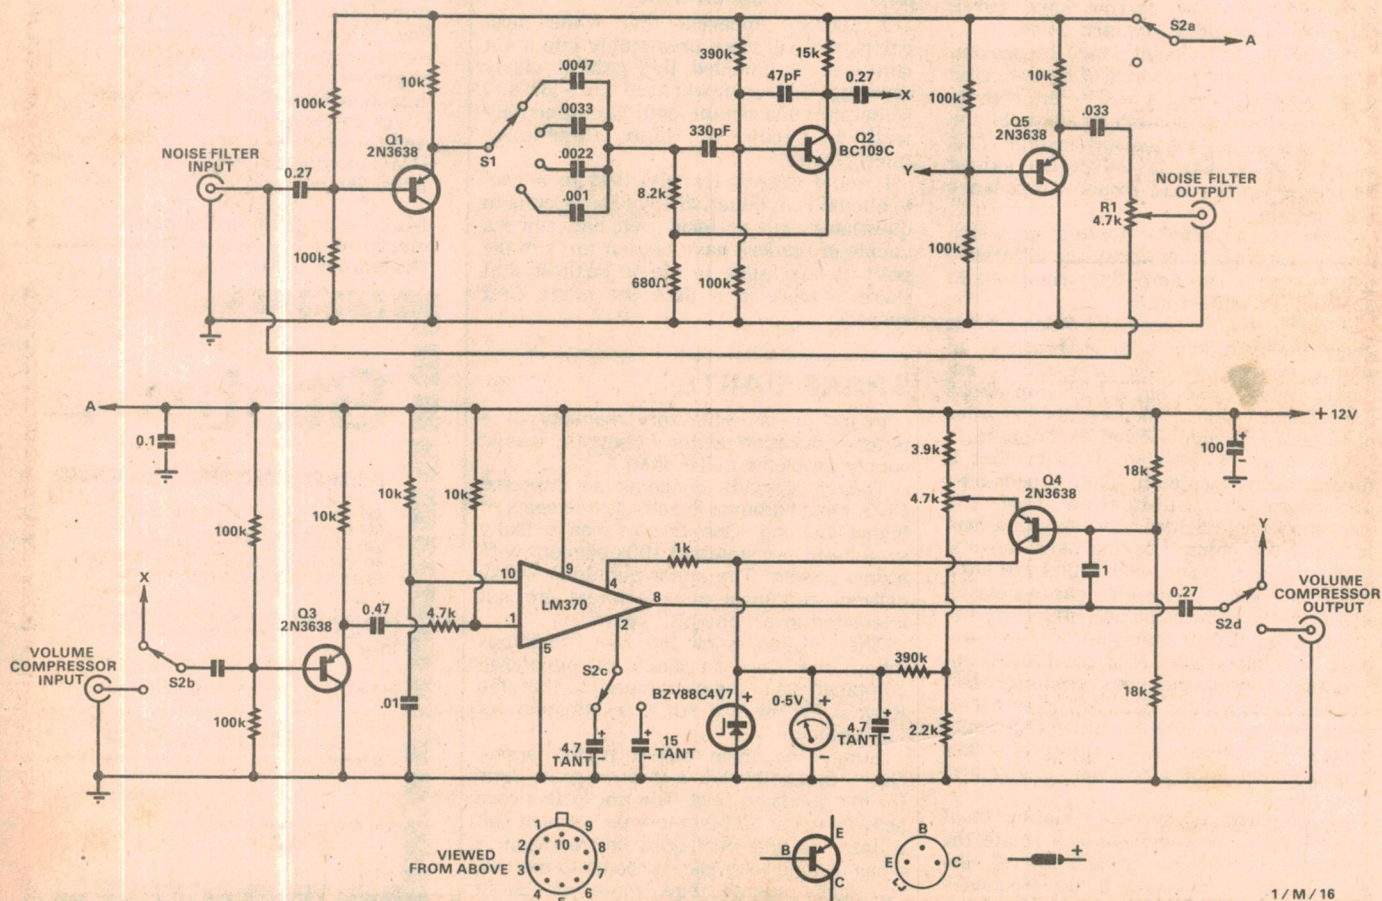 S2a
A
390k
15k
.0047
47pF
0.27
X
10k
10k
100k
.0033
100k
.033
Q1
2N3638
330pF
Q2
BC109C
Q5
2N3638
NOISE FILTER
INPUT
0.27
S1
.0022
Y
NOISE FILTER
OUTPUT
8.2k
.001
R1
4.7k
100k
100k
680Ω
100k
A
+12V
0.1
3.9k
100
10k
10k
18k
Q4
2N3638
4.7k
100k
10k
Y
1k
X
10
9
4
1
LM370
8
0.27
VOLUME
COMPRESSOR
OUTPUT
Q3
2N3638
0.47
4.7k
1
2
S2d
VOLUME
COMPRESSOR
INPUT
S2b
5
390k
S2c
BZY88C4V7
+
0-5V
+
+
18k
.01
100k
4.7
TANT
+
-
15
TANT
+
-
-
4.7
TANT
-
2.2k
+
-
1
9
10
2
8
3
7
4
5
6
VIEWED
FROM ABOVE
E
B
C
B
E
C
+
1/M/16